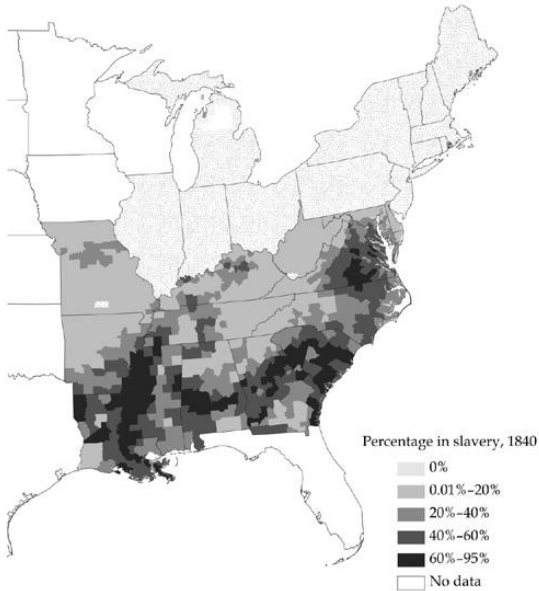 Percentage in slavery, 1840
0%
0.01%–20%
20%–40%
40%–60%
60%–95%
No data